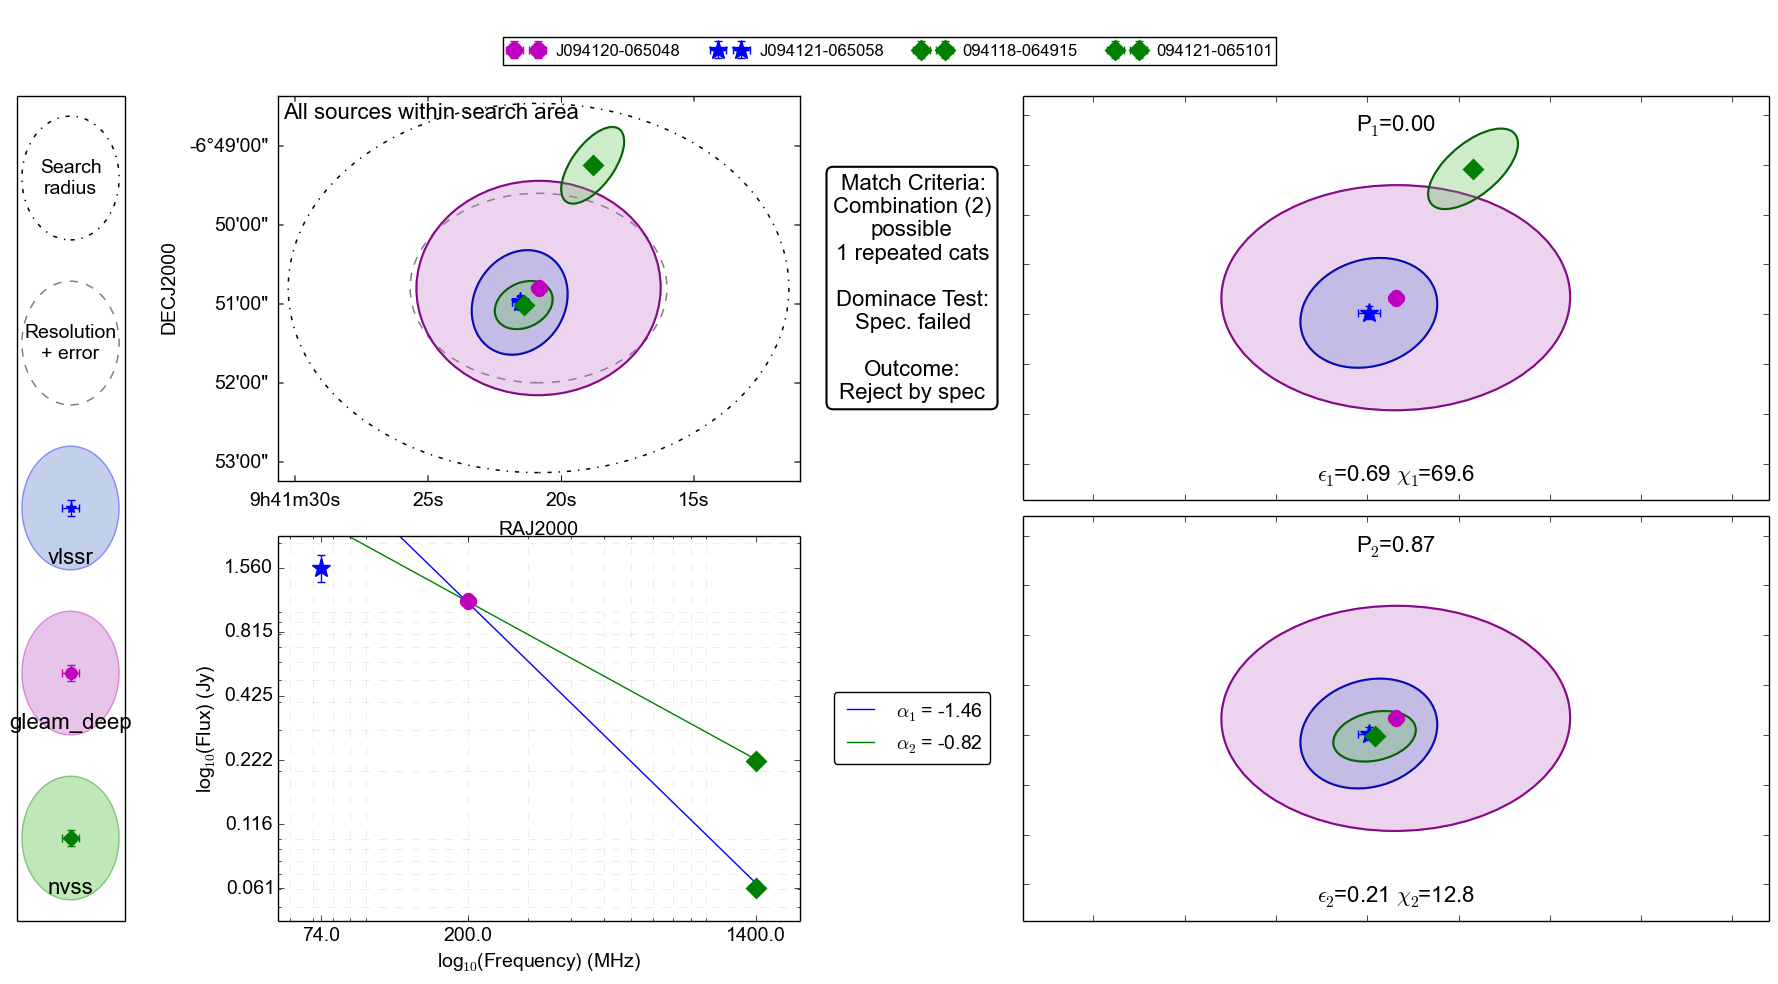 J094120-065048 J094121-065058 094118-064915 094121-065101
Search
radius
Resolution
+ error
vlssr
gleam_deep
nvss
All sources within search area
DECJ2000
-6°49'00"
50'00"
51'00"
52'00"
53'00"
9h41m30s 25s 20s 15s
RAJ2000
Match Criteria:
Combination (2)
possible
1 repeated cats
Dominace Test:
Spec. failed
Outcome:
Reject by spec
P₁=0.00
ϵ₁=0.69 χ₁=69.6
log₁₀(Flux) (Jy)
1.560
0.815
0.425
0.222
0.116
0.061
74.0 200.0 1400.0
log₁₀(Frequency) (MHz)
α₁ = -1.46
α₂ = -0.82
P₂=0.87
ϵ₂=0.21 χ₂=12.8